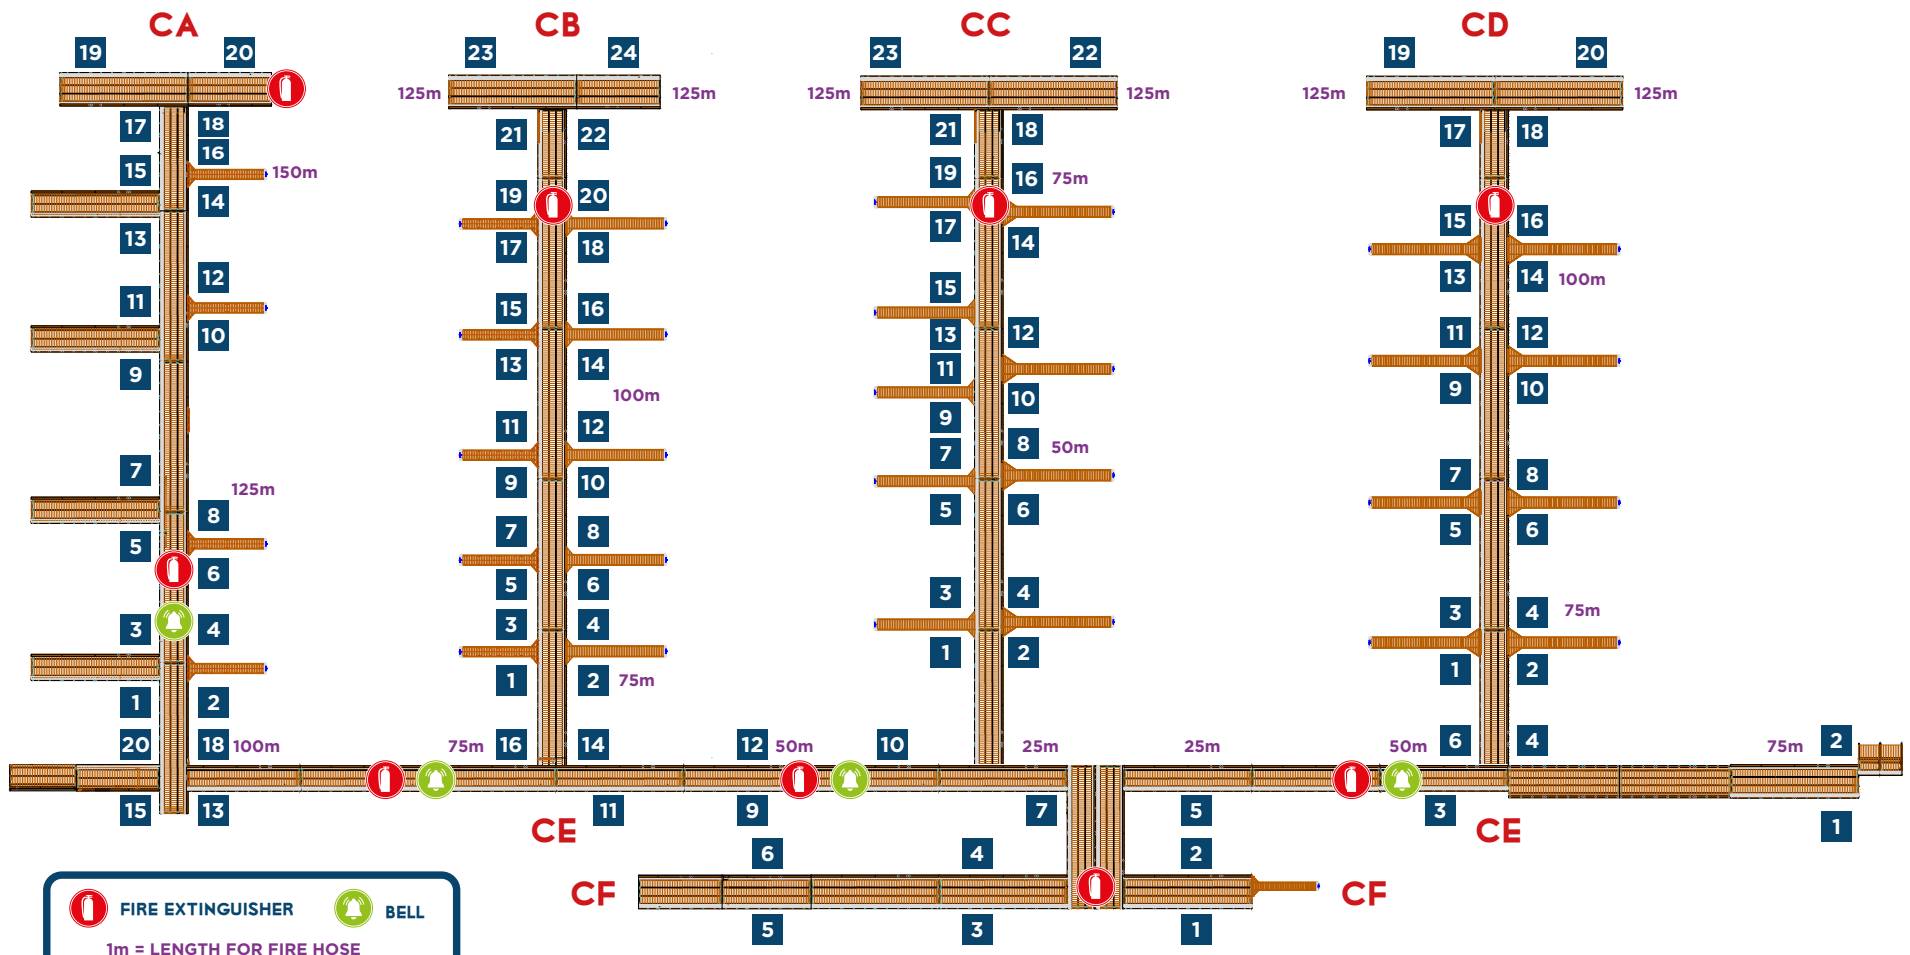 CA CB CC CD
19 20 23 24 23 22 19 20
125m 125m 125m 125m 125m 125m
17 18 21 22 21 18 17 18
16
15 150m 19 16 75m
14 19 20 15 16
13 17 18 17 14 13 14 100m
12 15
11 15 16 13 12 11 12
10 13 14 11 10 9 10
9 100m 9
7 11 12 7 8 50m 7 8
125m
8 9 10 5 6 5 6
5 7 8
6 5 6 3 4 3 4 75m
3 4 3 4 1 2 1 2
1 2 1 2 75m
20 18 100m 75m 16 14 12 50m 10 25m 25m 50m 6 4 75m 2
15 13 11 9 7 5 3 1
CE CE
6 4 2
CF CF
5 3 1
FIRE EXTINGUISHER BELL
1m = LENGTH FOR FIRE HOSE